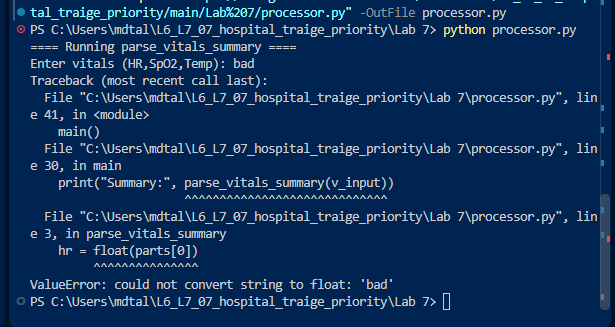 tal_traige_priority/main/Lab%207/processor.py" -OutFile processor.py
PS C:\Users\mdtal\L6_L7_07_hospital_traige_priority\Lab 7> python processor.py
==== Running parse_vitals_summary ====
Enter vitals (HR,SpO2,Temp): bad
Traceback (most recent call last):
  File "C:\Users\mdtal\L6_L7_07_hospital_traige_priority\Lab 7\processor.py", lin
e 41, in <module>
    main()
  File "C:\Users\mdtal\L6_L7_07_hospital_traige_priority\Lab 7\processor.py", lin
e 30, in main
    print("Summary:", parse_vitals_summary(v_input))
                      ^^^^^^^^^^^^^^^^^^^^^^^^^^^^^
  File "C:\Users\mdtal\L6_L7_07_hospital_traige_priority\Lab 7\processor.py", lin
e 3, in parse_vitals_summary
    hr = float(parts[0])
         ^^^^^^^^^^^^^^^
ValueError: could not convert string to float: 'bad'
PS C:\Users\mdtal\L6_L7_07_hospital_traige_priority\Lab 7>